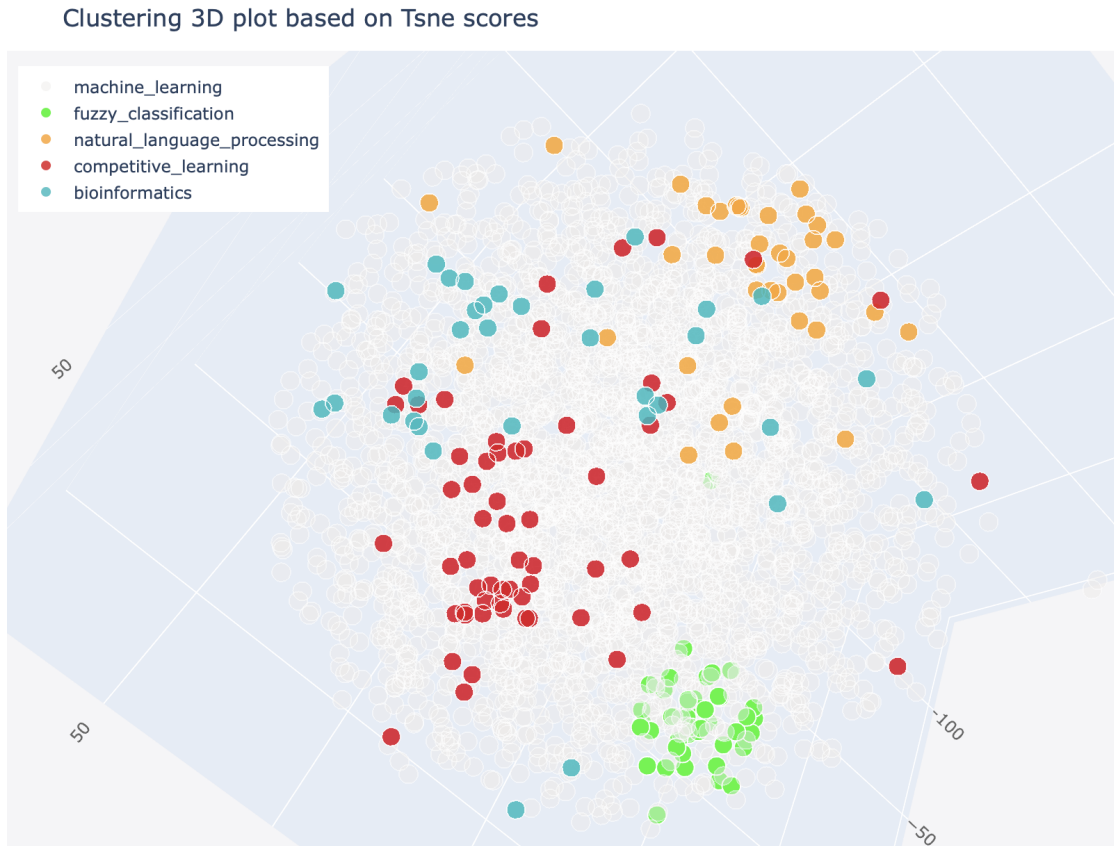 Clustering 3D plot based on Tsne scores
machine_learning
fuzzy_classification
natural_language_processing
competitive_learning
bioinformatics
50
50
-100
-50